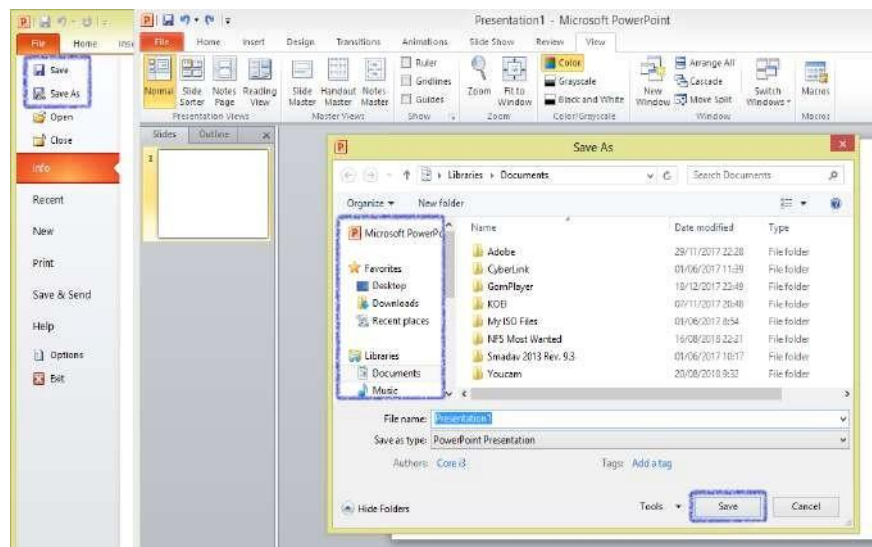 File Home Inse
Save
Save As
Open
Close
Info
Recent
New
Print
Save & Send
Help
Options
Exit
Presentation1 - Microsoft PowerPoint
File Home Insert Design Transitions Animations Slide Show Review View
Normal Slide Sorter Notes Page Reading View
Presentation Views
Slide Master Handout Master Notes Master
Master Views
Ruler
Gridlines
Guides
Show
Zoom Fit to Window
Zoom
Color
Grayscale
Black and White
Color/Grayscale
New Window
Arrange All
Cascade
Move Split
Switch Windows
Window
Macros
Macros
Slides Outline
1
Save As
Libraries Documents
Search Documents
Organize New folder
Microsoft PowerPo
Favorites
Desktop
Downloads
Recent places
Libraries
Documents
Music
Name Date modified Type
Adobe 29/11/2017 22:28 File folder
CyberLink 01/06/2017 11:39 File folder
GomPlayer 18/12/2017 23:49 File folder
KOEI 07/11/2017 20:48 File folder
My ISO Files 01/06/2017 8:54 File folder
NFS Most Wanted 16/08/2018 22:21 File folder
Smadav 2013 Rev. 9.3 01/06/2017 10:17 File folder
Youcam 20/08/2018 9:32 File folder
File name: Presentation1
Save as type: PowerPoint Presentation
Authors: Core i3 Tags: Add a tag
Hide Folders Tools Save Cancel